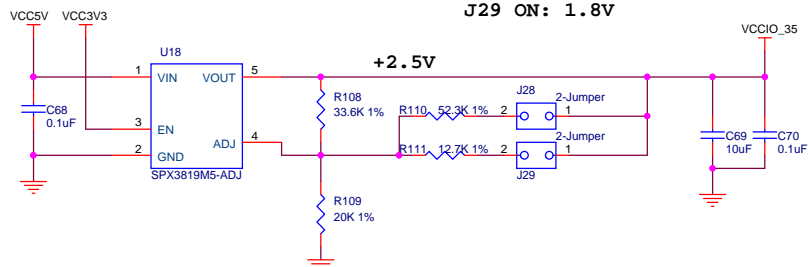 J29 ON: 1.8V
VCC5V
VCC3V3
VCCIO_35
U18
+2.5V
1
VIN
VOUT
5
J28
2-Jumper
R108
33.6K 1%
R110
52.3K 1%
2
1
C68
0.1uF
3
EN
ADJ
4
2-Jumper
C69
10uF
C70
0.1uF
2
GND
R111
12.7K 1%
2
1
SPX3819M5-ADJ
J29
R109
20K 1%